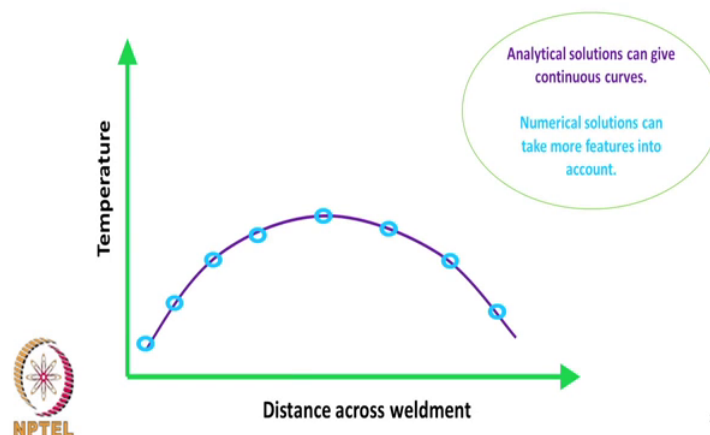 Analytical solutions can give
continuous curves.
Numerical solutions can
take more features into
account.
Temperature
Distance across weldment
NPTEL